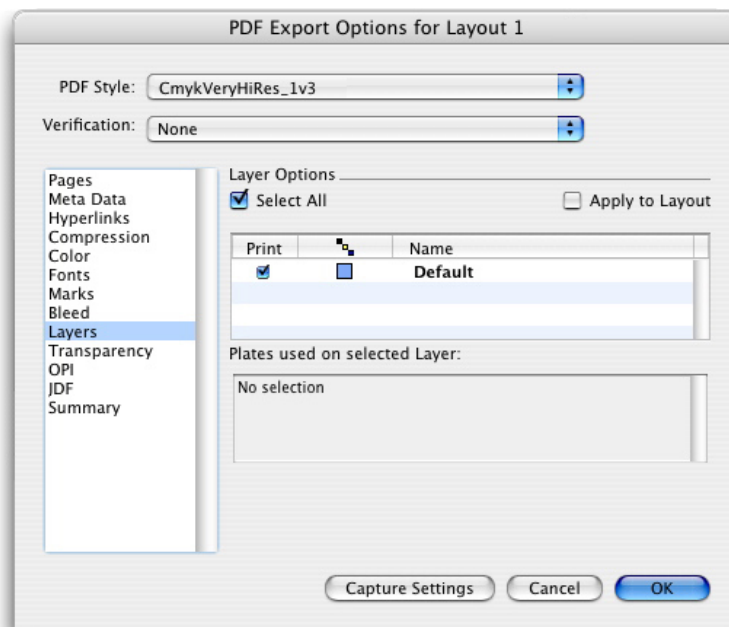 PDF Export Options for Layout 1
PDF Style: CmykVeryHiRes_1v3
Verification: None
Pages
Meta Data
Hyperlinks
Compression
Color
Fonts
Marks
Bleed
Layers
Transparency
OPI
JDF
Summary
Layer Options
Select All Apply to Layout
Print Name
Default
Plates used on selected Layer:
No selection
Capture Settings Cancel OK